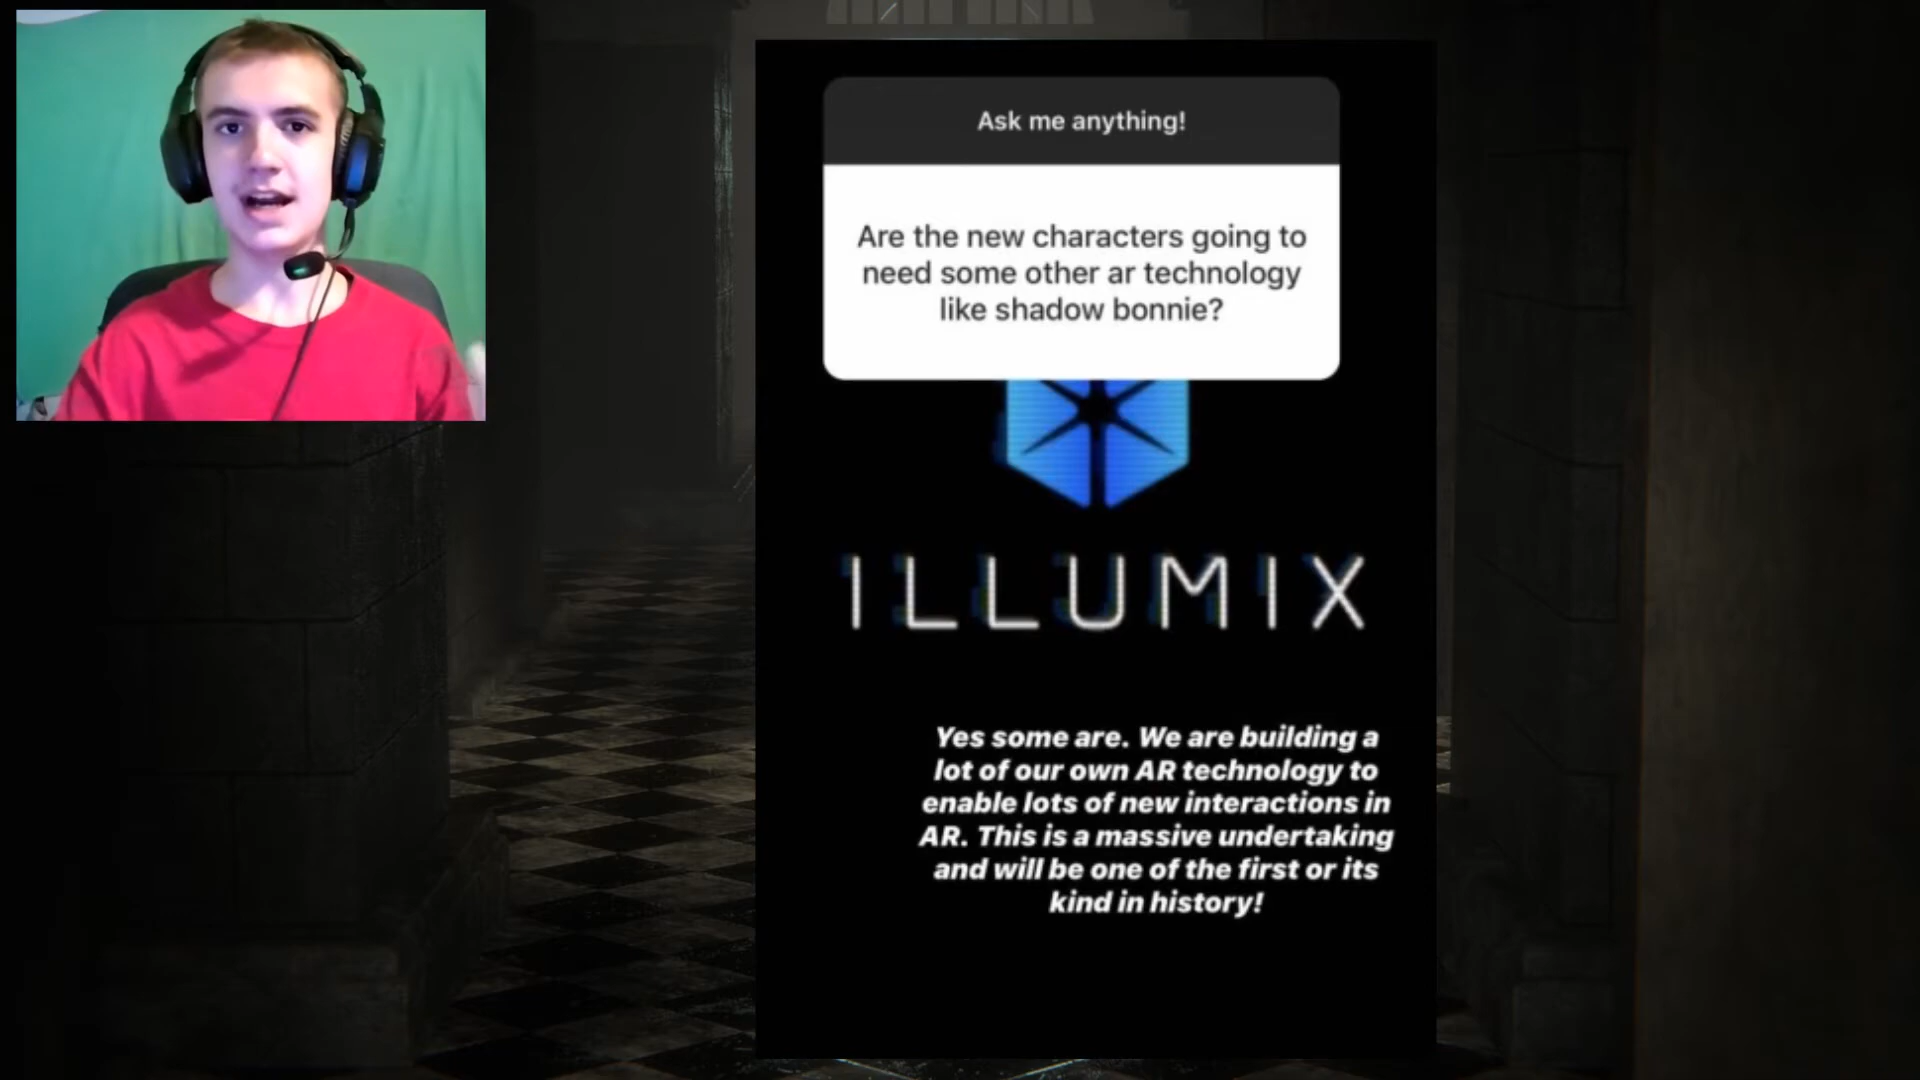 Ask me anything!
Are the new characters going to
need some other ar technology
like shadow bonnie?
ILLUMIX
Yes some are. We are building a
lot of our own AR technology to
enable lots of new interactions in
AR. This is a massive undertaking
and will be one of the first or its
kind in history!